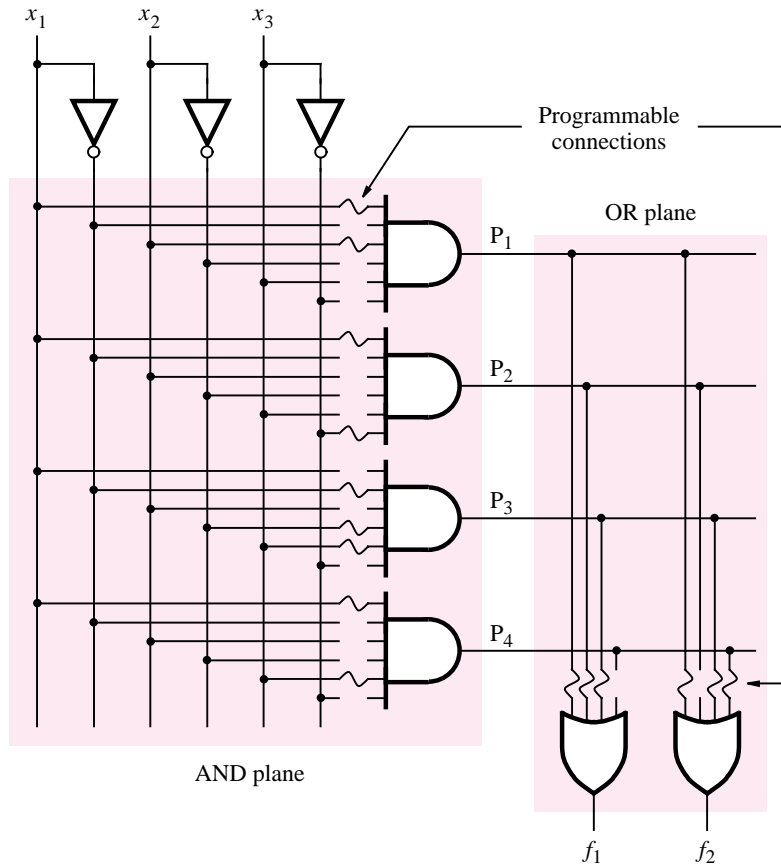 x₁ x₂ x₃
Programmable
connections
OR plane
P₁
P₂
P₃
P₄
AND plane
f₁ f₂